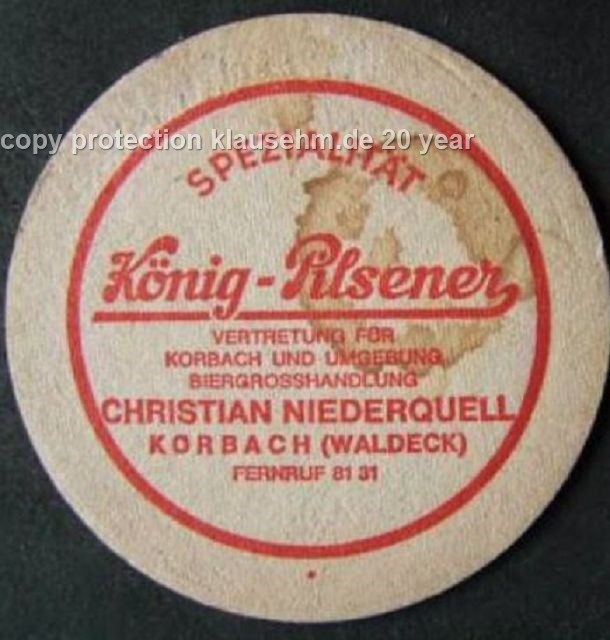 copy protection klausehm.de 20 year
SPEZIALITÄT
König-Pilsener
VERTRETUNG FÜR
KORBACH UND UMGEBUNG
BIERGROSSHANDLUNG
CHRISTIAN NIEDERQUELL
KORBACH (WALDECK)
FERNRUF 81 31